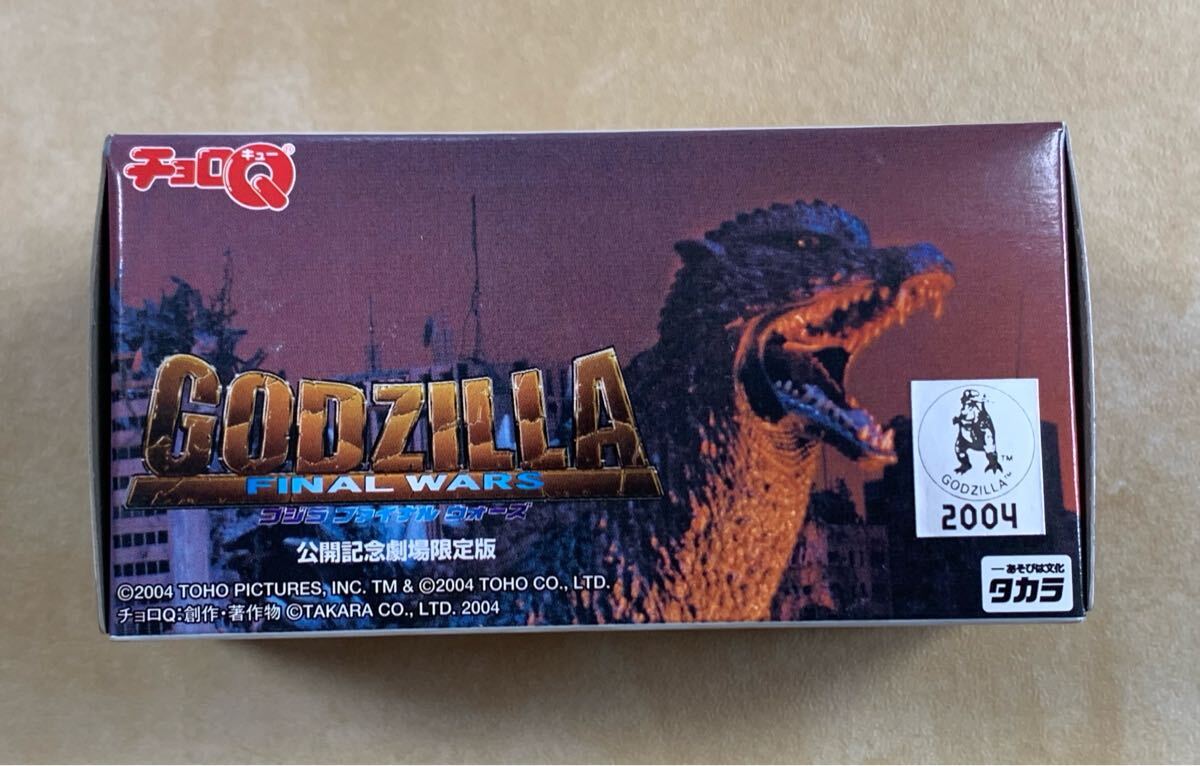 チョロQ®
キュー
GODZILLA
FINAL WARS
ゴジラ ファイナル ウォーズ
公開記念劇場限定版
©2004 TOHO PICTURES, INC. TM & ©2004 TOHO CO., LTD.
チョロQ:創作・著作物 ©TAKARA CO., LTD. 2004
TM
GODZILLA™
2004
―あそびは文化
タカラ